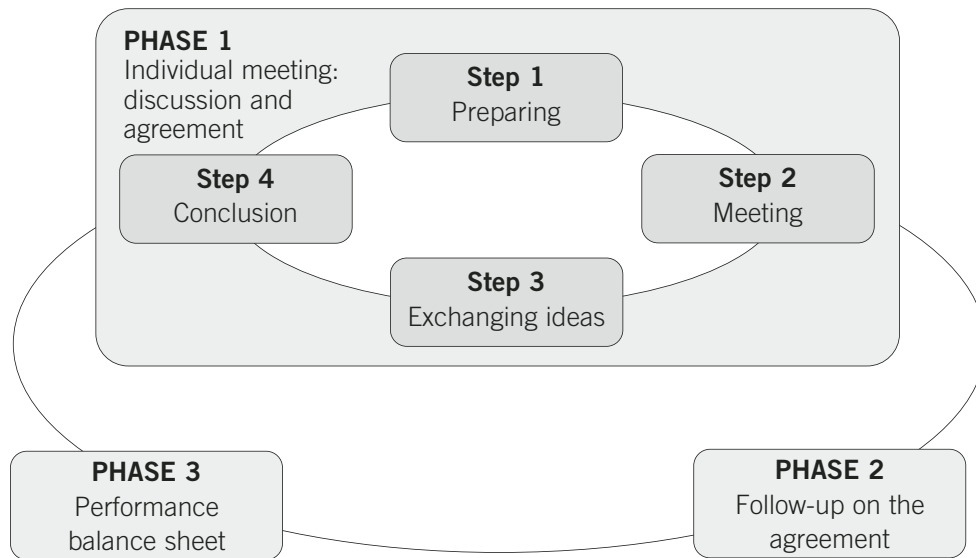 PHASE 1
Individual meeting:
discussion and
agreement
Step 1
Preparing
Step 2
Meeting
Step 3
Exchanging ideas
Step 4
Conclusion
PHASE 2
Follow-up on the
agreement
PHASE 3
Performance
balance sheet